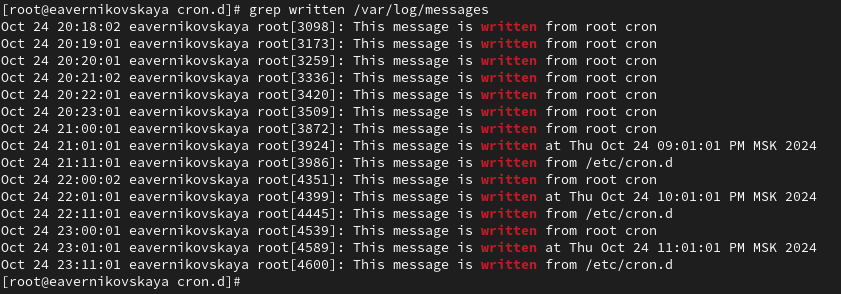 [root@eavernikovskaya cron.d]# grep written /var/log/messages
Oct 24 20:18:02 eavernikovskaya root[3098]: This message is written from root cron
Oct 24 20:19:01 eavernikovskaya root[3173]: This message is written from root cron
Oct 24 20:20:01 eavernikovskaya root[3259]: This message is written from root cron
Oct 24 20:21:02 eavernikovskaya root[3336]: This message is written from root cron
Oct 24 20:22:01 eavernikovskaya root[3420]: This message is written from root cron
Oct 24 20:23:01 eavernikovskaya root[3509]: This message is written from root cron
Oct 24 21:00:01 eavernikovskaya root[3872]: This message is written from root cron
Oct 24 21:01:01 eavernikovskaya root[3924]: This message is written at Thu Oct 24 09:01:01 PM MSK 2024
Oct 24 21:11:01 eavernikovskaya root[3986]: This message is written from /etc/cron.d
Oct 24 22:00:02 eavernikovskaya root[4351]: This message is written from root cron
Oct 24 22:01:01 eavernikovskaya root[4399]: This message is written at Thu Oct 24 10:01:01 PM MSK 2024
Oct 24 22:11:01 eavernikovskaya root[4445]: This message is written from /etc/cron.d
Oct 24 23:00:01 eavernikovskaya root[4539]: This message is written from root cron
Oct 24 23:01:01 eavernikovskaya root[4589]: This message is written at Thu Oct 24 11:01:01 PM MSK 2024
Oct 24 23:11:01 eavernikovskaya root[4600]: This message is written from /etc/cron.d
[root@eavernikovskaya cron.d]#